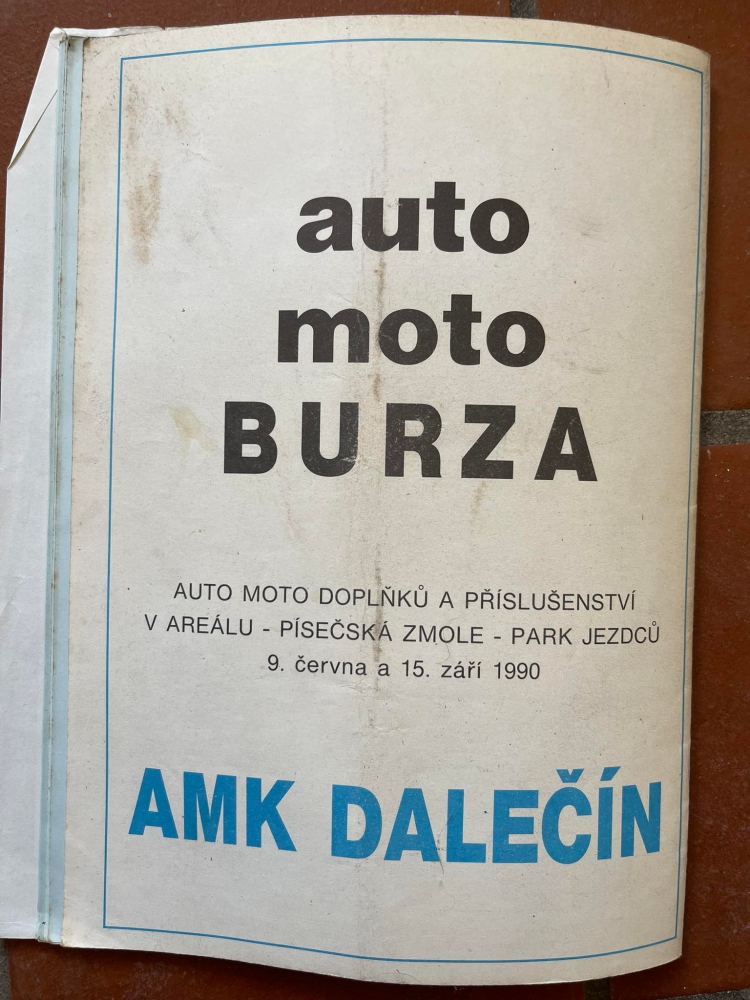 auto
moto
BURZA
AUTO MOTO DOPLŇKŮ A PŘÍSLUŠENSTVÍ
V AREÁLU - PÍSEČSKÁ ZMOLE - PARK JEZDCŮ
9. června a 15. září 1990
AMK DALEČÍN